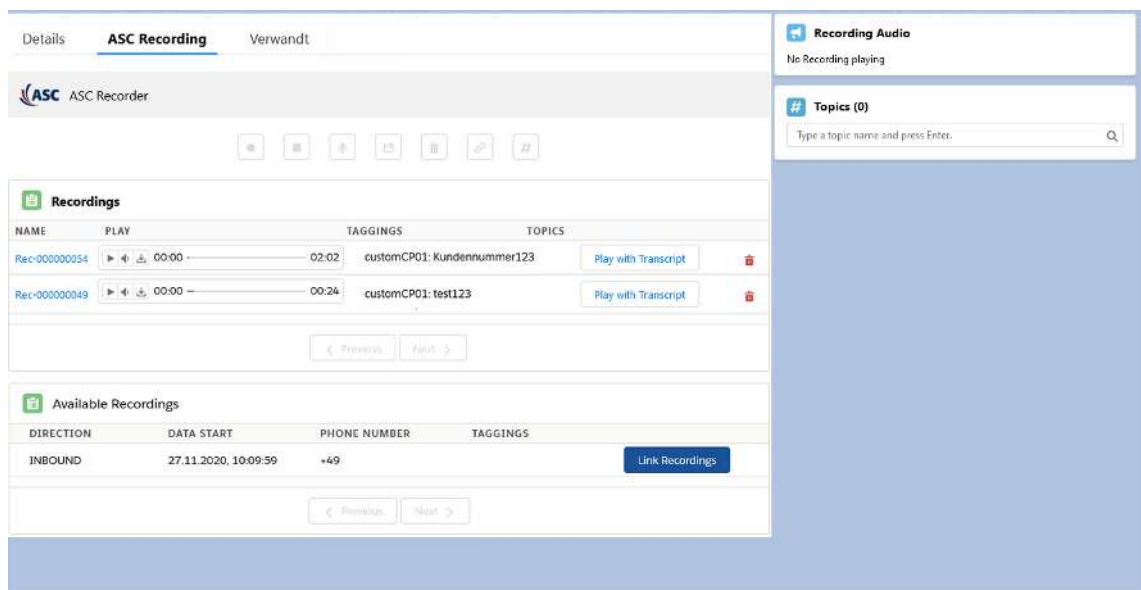 Details ASC Recording Verwandt
ASC ASC Recorder
Recordings
NAME PLAY TAGGINGS TOPICS
Rec-000000054 00:00 02:02 customCP01: Kundennummer123 Play with Transcript
Rec-000000049 00:00 00:24 customCP01: test123 Play with Transcript
< Previous Next >
Available Recordings
DIRECTION DATA START PHONE NUMBER TAGGINGS
INBOUND 27.11.2020, 10:09:59 +49 Link Recordings
< Previous Next >
Recording Audio
No Recording playing
# Topics (0)
Type a topic name and press Enter.